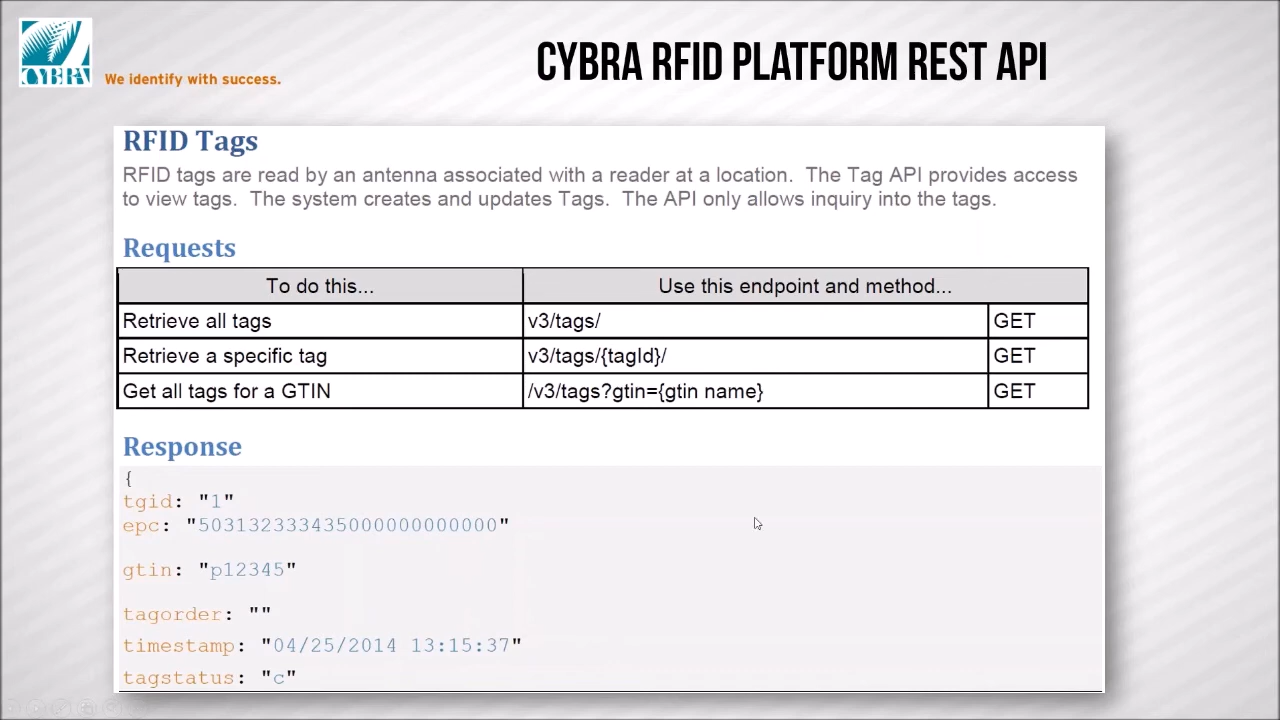 CYBRA
We identify with success.
CYBRA RFID PLATFORM REST API
RFID Tags
RFID tags are read by an antenna associated with a reader at a location. The Tag API provides access
to view tags. The system creates and updates Tags. The API only allows inquiry into the tags.
Requests
To do this... Use this endpoint and method...
Retrieve all tags v3/tags/ GET
Retrieve a specific tag v3/tags/{tagId}/ GET
Get all tags for a GTIN /v3/tags?gtin={gtin name} GET
Response
{
tgid: "1"
epc: "503132333435000000000000"
gtin: "p12345"
tagorder: ""
timestamp: "04/25/2014 13:15:37"
tagstatus: "c"